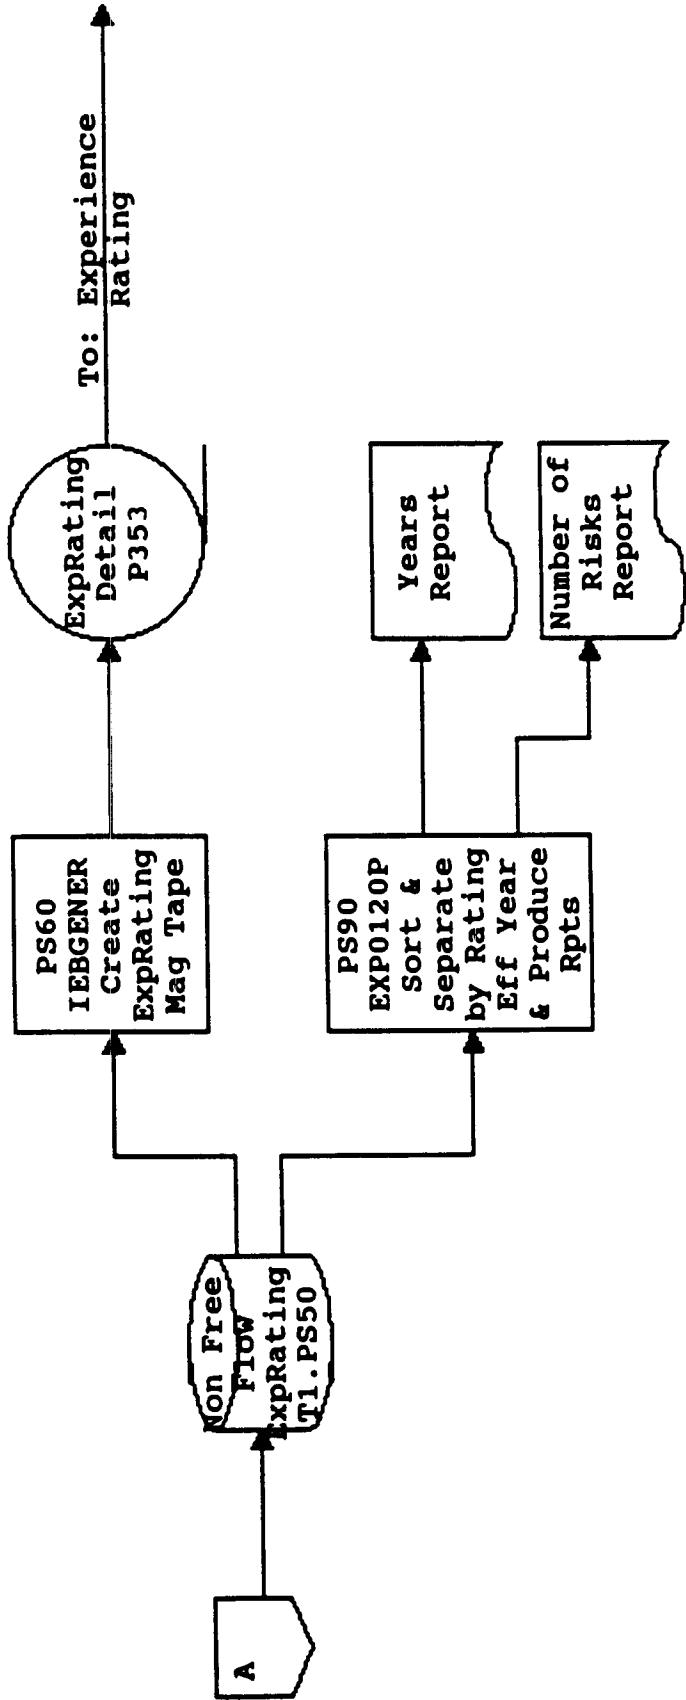 A
Non Free
Flow
ExpRating
T1.PS50
PS60
IEBGENER
Create
ExpRating
Mag Tape
ExpRating
Detail
P353
To: Experience
Rating
PS90
EXP0120P
Sort &
Separate
by Rating
Eff Year
& Produce
Rpts
Years
Report
Number of
Risks
Report